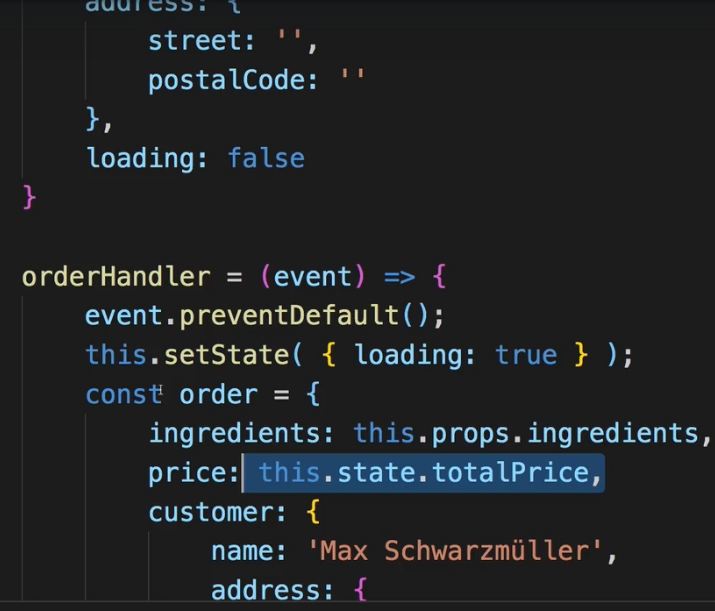 address: {
street: '',
postalCode: ''
},
loading: false
}
orderHandler = (event) => {
event.preventDefault();
this.setState( { loading: true } );
const order = {
ingredients: this.props.ingredients,
price: this.state.totalPrice,
customer: {
name: 'Max Schwarzmüller',
address: {